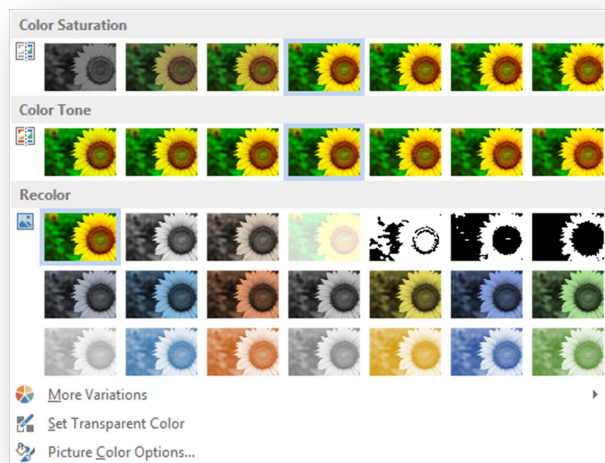 Color Saturation
Color Tone
Recolor
More Variations
Set Transparent Color
Picture Color Options...